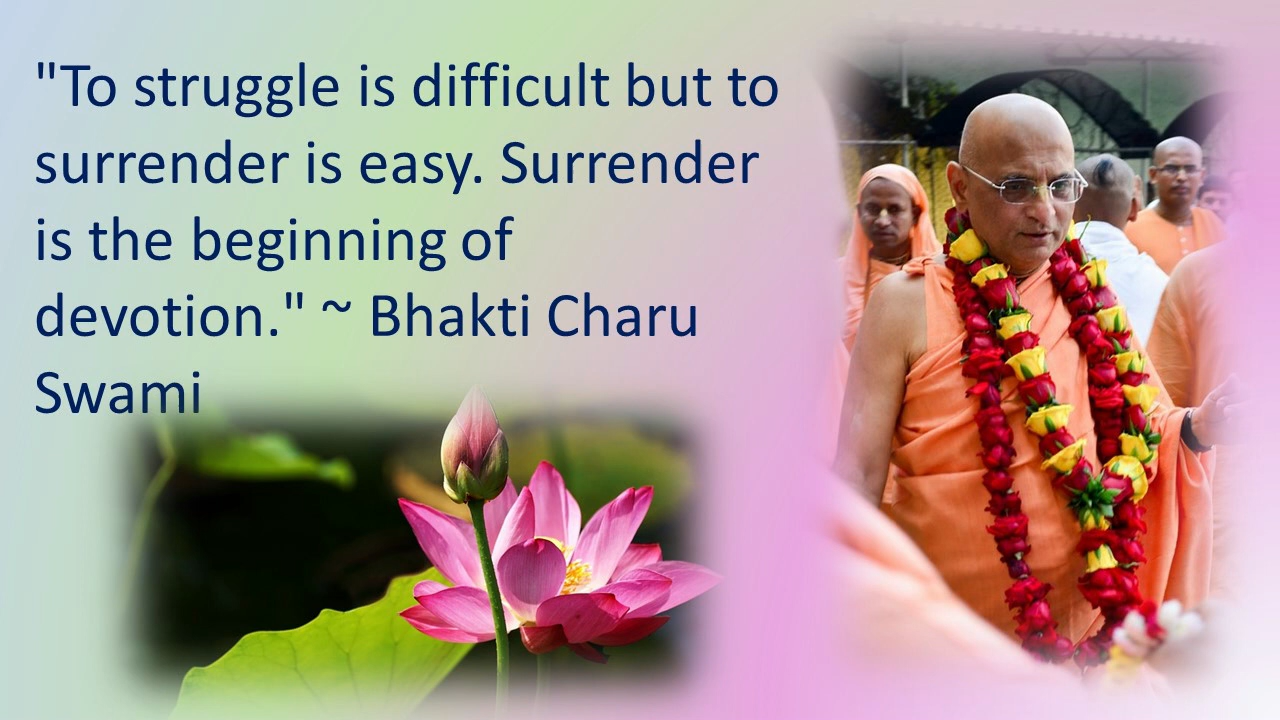 "To struggle is difficult but to
surrender is easy. Surrender
is the beginning of
devotion." ~ Bhakti Charu
Swami